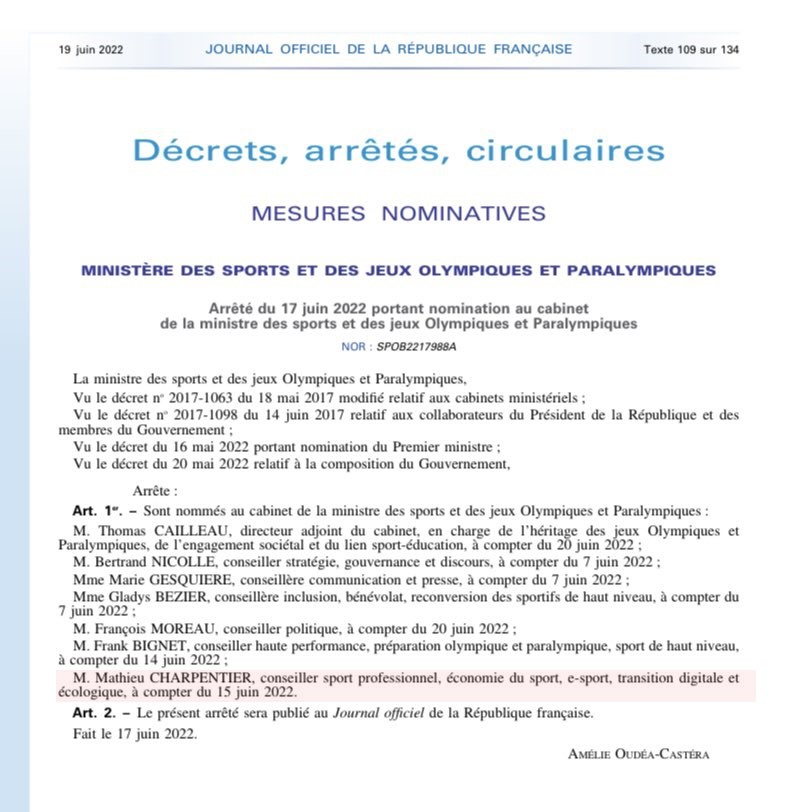 19 juin 2022
JOURNAL OFFICIEL DE LA RÉPUBLIQUE FRANÇAISE
Texte 109 sur 134
Décrets, arrêtés, circulaires
MESURES NOMINATIVES
MINISTÈRE DES SPORTS ET DES JEUX OLYMPIQUES ET PARALYMPIQUES
Arrêté du 17 juin 2022 portant nomination au cabinet
de la ministre des sports et des jeux Olympiques et Paralympiques
NOR : SPOB2217988A
La ministre des sports et des jeux Olympiques et Paralympiques,
Vu le décret nº 2017-1063 du 18 mai 2017 modifié relatif aux cabinets ministériels ;
Vu le décret nº 2017-1098 du 14 juin 2017 relatif aux collaborateurs du Président de la République et des
membres du Gouvernement ;
Vu le décret du 16 mai 2022 portant nomination du Premier ministre ;
Vu le décret du 20 mai 2022 relatif à la composition du Gouvernement,
Arrête :
Art. 1er. – Sont nommés au cabinet de la ministre des sports et des jeux Olympiques et Paralympiques :
M. Thomas CAILLEAU, directeur adjoint du cabinet, en charge de l'héritage des jeux Olympiques et
Paralympiques, de l'engagement sociétal et du lien sport-éducation, à compter du 20 juin 2022 ;
M. Bertrand NICOLLE, conseiller stratégie, gouvernance et discours, à compter du 7 juin 2022 ;
Mme Marie GESQUIERE, conseillère communication et presse, à compter du 7 juin 2022 ;
Mme Gladys BEZIER, conseillère inclusion, bénévolat, reconversion des sportifs de haut niveau, à compter du
7 juin 2022 ;
M. François MOREAU, conseiller politique, à compter du 20 juin 2022 ;
M. Frank BIGNET, conseiller haute performance, préparation olympique et paralympique, sport de haut niveau,
à compter du 14 juin 2022 ;
M. Mathieu CHARPENTIER, conseiller sport professionnel, économie du sport, e-sport, transition digitale et
écologique, à compter du 15 juin 2022.
Art. 2. – Le présent arrêté sera publié au Journal officiel de la République française.
Fait le 17 juin 2022.
AMÉLIE OUDÉA-CASTÉRA